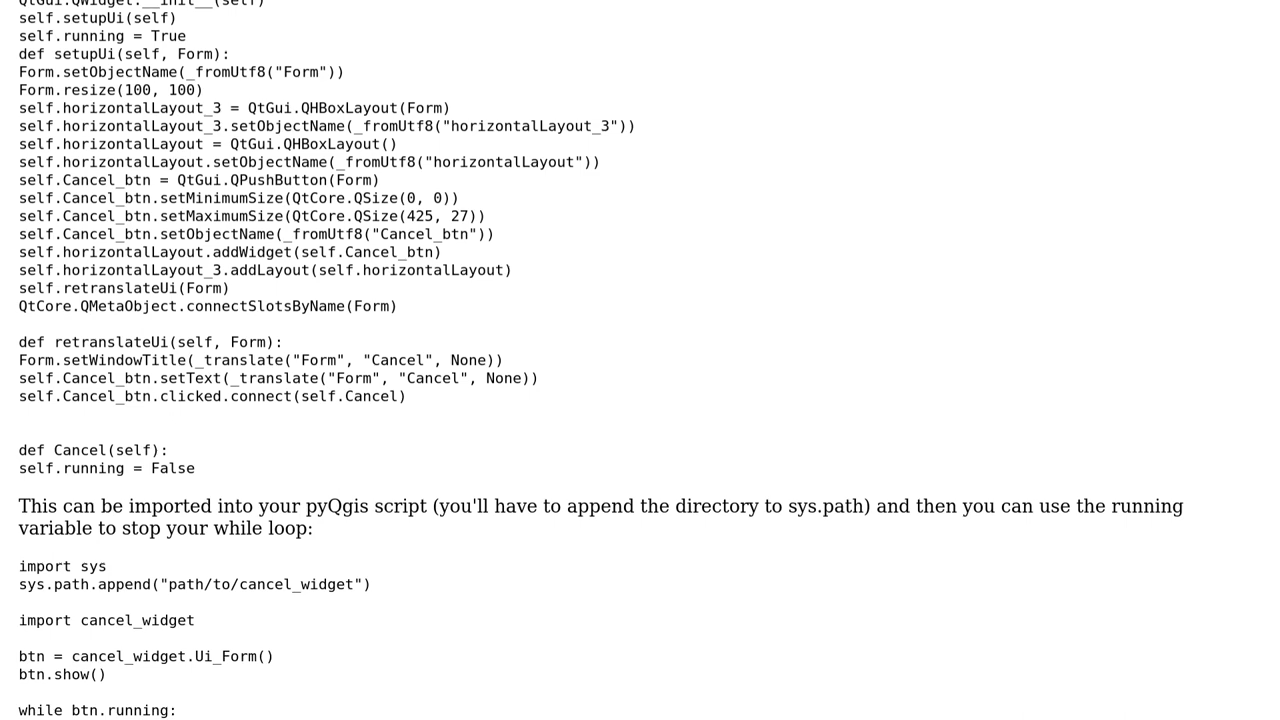 QtGui.QWidget.__init__(self)
self.setupUi(self)
self.running = True
def setupUi(self, Form):
Form.setObjectName(_fromUtf8("Form"))
Form.resize(100, 100)
self.horizontalLayout_3 = QtGui.QHBoxLayout(Form)
self.horizontalLayout_3.setObjectName(_fromUtf8("horizontalLayout_3"))
self.horizontalLayout = QtGui.QHBoxLayout()
self.horizontalLayout.setObjectName(_fromUtf8("horizontalLayout"))
self.Cancel_btn = QtGui.QPushButton(Form)
self.Cancel_btn.setMinimumSize(QtCore.QSize(0, 0))
self.Cancel_btn.setMaximumSize(QtCore.QSize(425, 27))
self.Cancel_btn.setObjectName(_fromUtf8("Cancel_btn"))
self.horizontalLayout.addWidget(self.Cancel_btn)
self.horizontalLayout_3.addLayout(self.horizontalLayout)
self.retranslateUi(Form)
QtCore.QMetaObject.connectSlotsByName(Form)
def retranslateUi(self, Form):
Form.setWindowTitle(_translate("Form", "Cancel", None))
self.Cancel_btn.setText(_translate("Form", "Cancel", None))
self.Cancel_btn.clicked.connect(self.Cancel)
def Cancel(self):
self.running = False
This can be imported into your pyQgis script (you'll have to append the directory to sys.path) and then you can use the running
variable to stop your while loop:
import sys
sys.path.append("path/to/cancel_widget")
import cancel_widget
btn = cancel_widget.Ui_Form()
btn.show()
while btn.running: